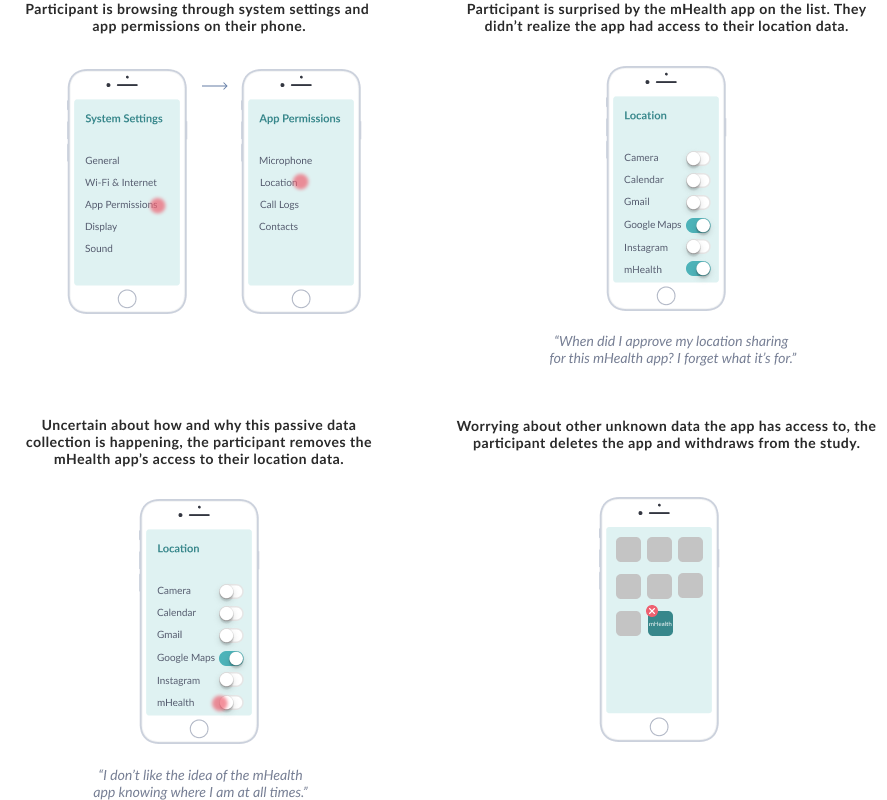 Participant is browsing through system settings and
app permissions on their phone.
System Settings
General
Wi-Fi & Internet
App Permissions
Display
Sound
App Permissions
Microphone
Location
Call Logs
Contacts
Participant is surprised by the mHealth app on the list. They
didn’t realize the app had access to their location data.
Location
Camera
Calendar
Gmail
Google Maps
Instagram
mHealth
“When did I approve my location sharing
for this mHealth app? I forget what it’s for.”
Uncertain about how and why this passive data
collection is happening, the participant removes the
mHealth app’s access to their location data.
Location
Camera
Calendar
Gmail
Google Maps
Instagram
mHealth
“I don’t like the idea of the mHealth
app knowing where I am at all times.”
Worrying about other unknown data the app has access to, the
participant deletes the app and withdraws from the study.
mHealth